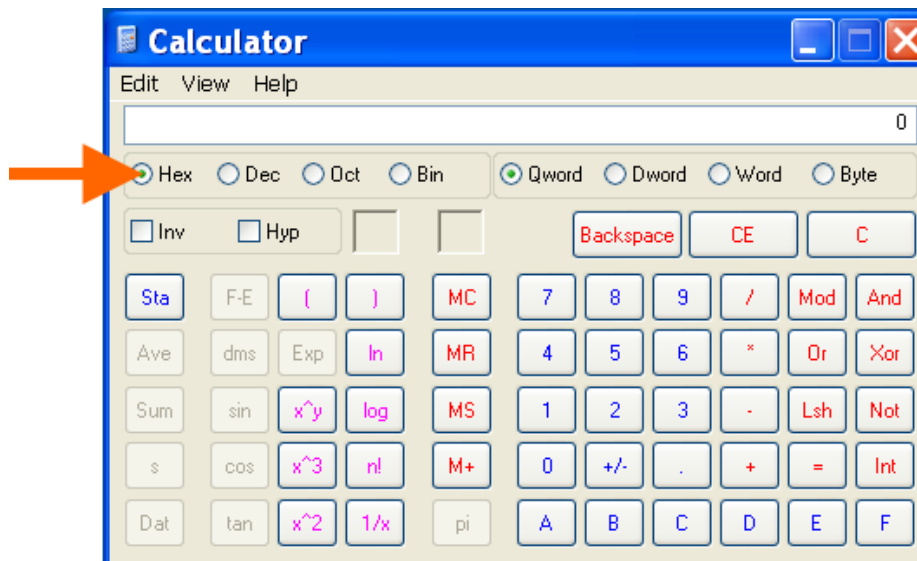 Calculator
Edit View Help
0
Hex Dec Oct Bin Qword Dword Word Byte
Inv Hyp Backspace CE C
Sta F-E ( ) MC 7 8 9 / Mod And
Ave dms Exp ln MR 4 5 6 * Or Xor
Sum sin x^y log MS 1 2 3 - Lsh Not
s cos x^3 n! M+ 0 +/- . + = Int
Dat tan x^2 1/x pi A B C D E F